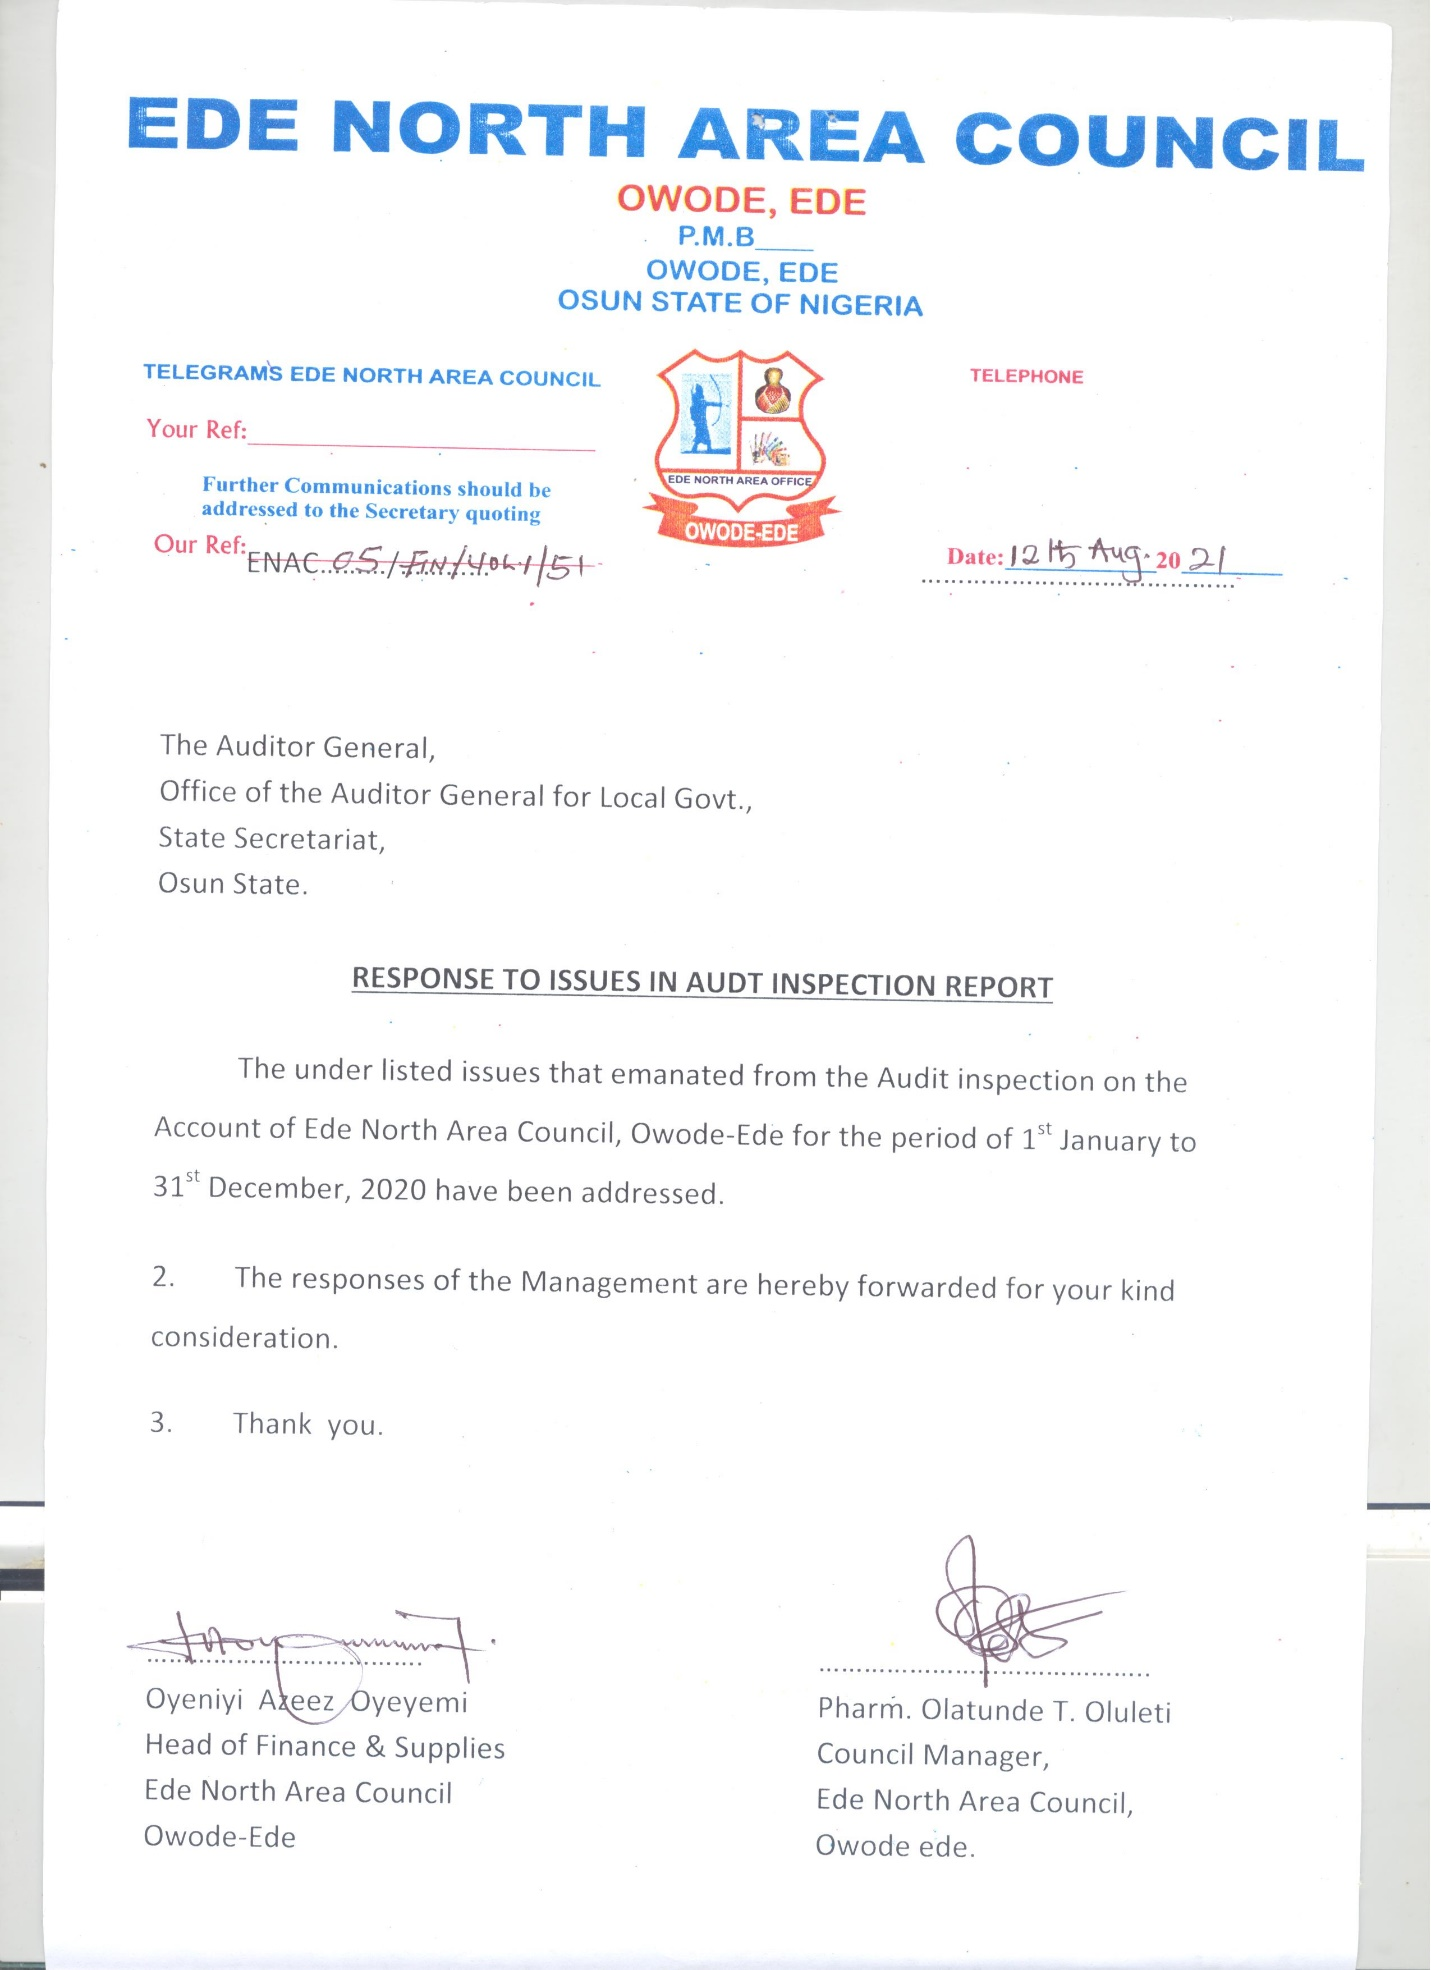 EDE NORTH AREA COUNCIL
OWODE, EDE
P.M.B____
OWODE, EDE
OSUN STATE OF NIGERIA
TELEGRAM'S EDE NORTH AREA COUNCIL
TELEPHONE
Your Ref:
Further Communications should be
addressed to the Secretary quoting
EDE NORTH AREA OFFICE
OWODE-EDE
Our Ref: ENAC 05/FIN/Vol.1/51
Date: 12th Aug. 20 21
The Auditor General,
Office of the Auditor General for Local Govt.,
State Secretariat,
Osun State.
RESPONSE TO ISSUES IN AUDT INSPECTION REPORT
The under listed issues that emanated from the Audit inspection on the
Account of Ede North Area Council, Owode-Ede for the period of 1st January to
31st December, 2020 have been addressed.
2. The responses of the Management are hereby forwarded for your kind
consideration.
3. Thank you.
Oyeniyi Azeez Oyeyemi
Head of Finance & Supplies
Ede North Area Council
Owode-Ede
Pharm. Olatunde T. Oluleti
Council Manager,
Ede North Area Council,
Owode ede.